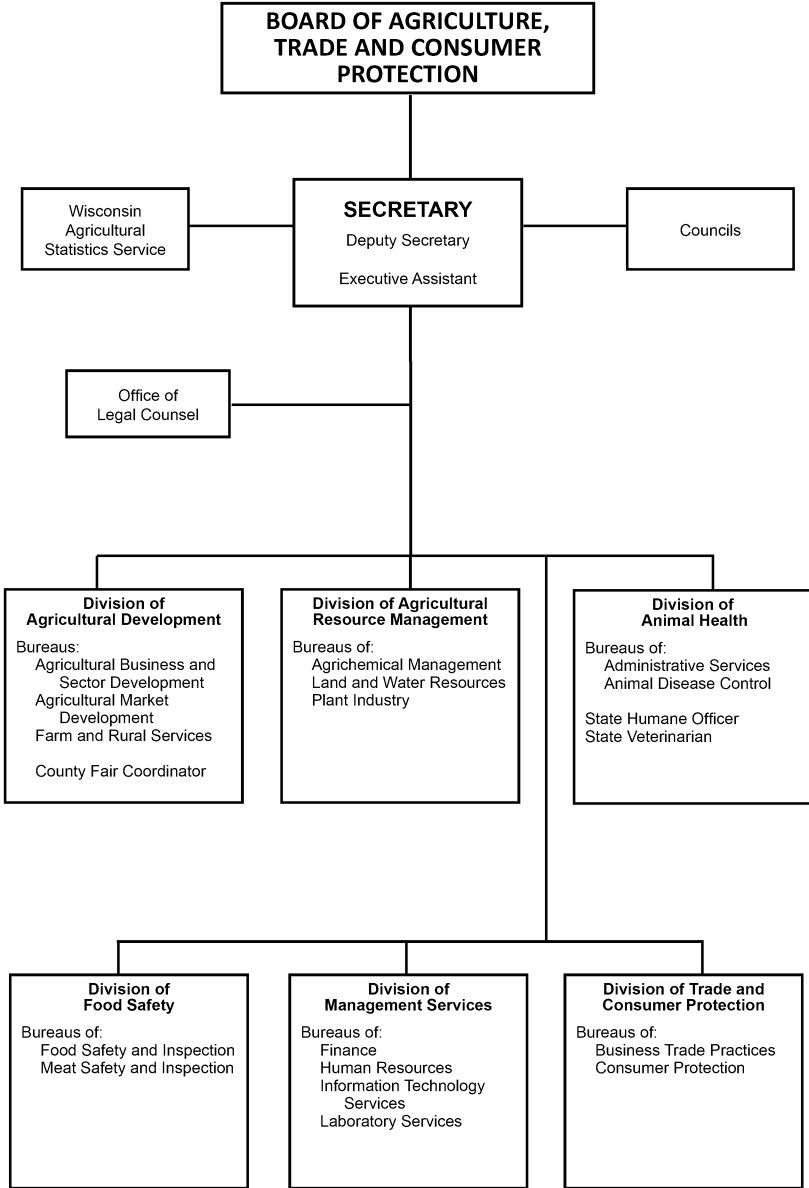 BOARD OF AGRICULTURE,
TRADE AND CONSUMER
PROTECTION
SECRETARY
Deputy Secretary
Executive Assistant
Wisconsin
Agricultural
Statistics Service
Councils
Office of
Legal Counsel
Division of
Agricultural Development
Bureaus:
Agricultural Business and
Sector Development
Agricultural Market
Development
Farm and Rural Services
County Fair Coordinator
Division of Agricultural
Resource Management
Bureaus of:
Agrichemical Management
Land and Water Resources
Plant Industry
Division of
Animal Health
Bureaus of:
Administrative Services
Animal Disease Control
State Humane Officer
State Veterinarian
Division of
Food Safety
Bureaus of:
Food Safety and Inspection
Meat Safety and Inspection
Division of
Management Services
Bureaus of:
Finance
Human Resources
Information Technology
Services
Laboratory Services
Division of Trade and
Consumer Protection
Bureaus of:
Business Trade Practices
Consumer Protection